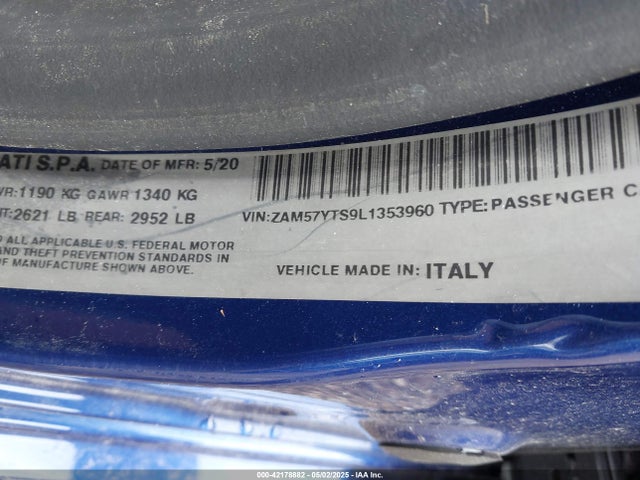 ATI S.P.A. DATE OF MFR: 5/20
WR:1190 KG GAWR 1340 KG
NT:2621 LB REAR: 2952 LB
VIN:ZAM57YTS9L1353960 TYPE:PASSENGER C
D ALL APPLICABLE U.S. FEDERAL MOTOR
THEFT PREVENTION STANDARDS IN
OF MANUFACTURE SHOWN ABOVE.
VEHICLE MADE IN: ITALY
000-42178882 - 05/02/2025 - IAA Inc.